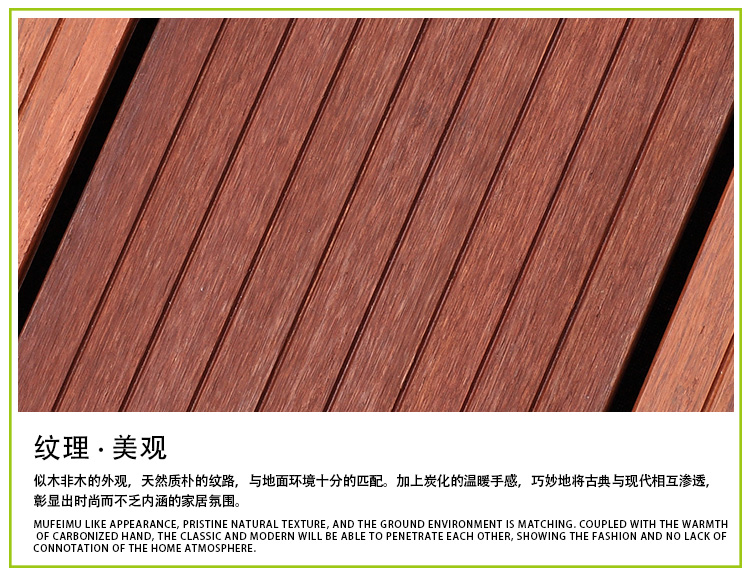 纹理·美观
似木非木的外观，天然质朴的纹路，与地面环境十分的匹配。加上炭化的温暖手感，巧妙地将古典与现代相互渗透，
彰显出时尚而不乏内涵的家居氛围。
MUFEIMU LIKE APPEARANCE, PRISTINE NATURAL TEXTURE, AND THE GROUND ENVIRONMENT IS MATCHING. COUPLED WITH THE WARMTH
OF CARBONIZED HAND, THE CLASSIC AND MODERN WILL BE ABLE TO PENETRATE EACH OTHER, SHOWING THE FASHION AND NO LACK OF
CONNOTATION OF THE HOME ATMOSPHERE.